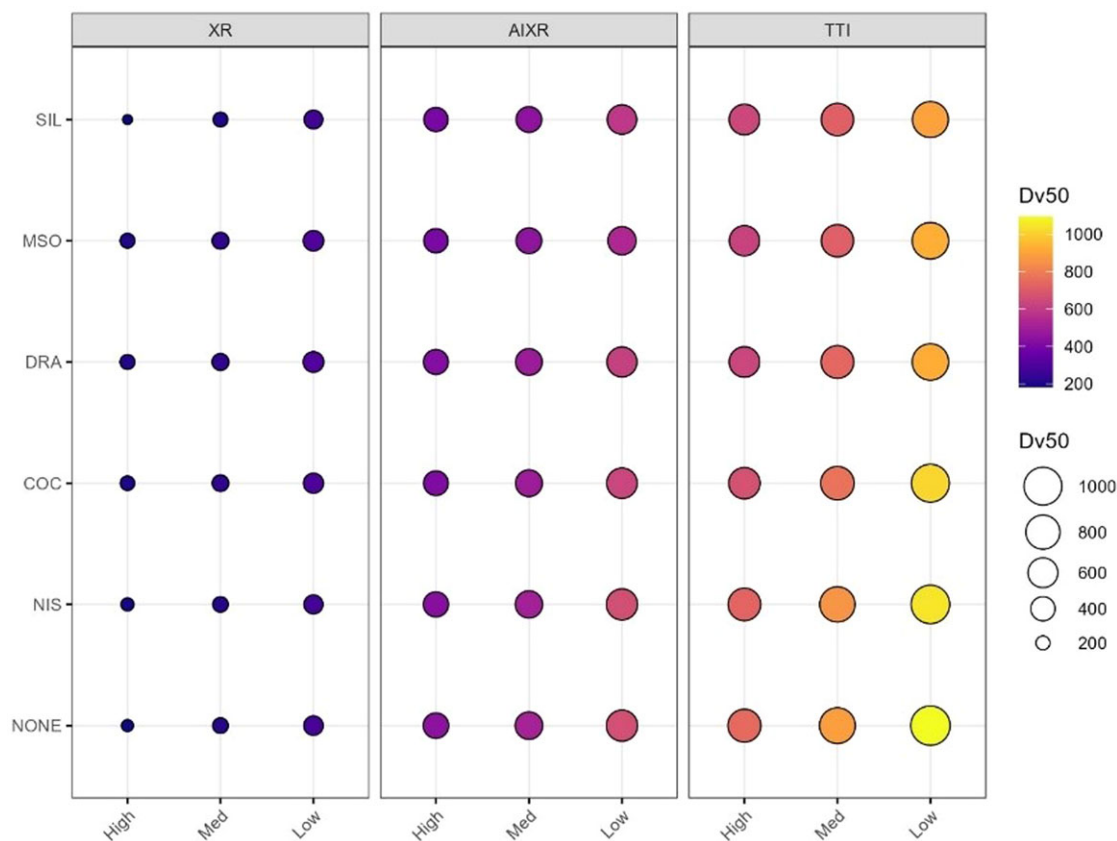 XR AIXR TTI
SIL
MSO
DRA
COC
NIS
NONE
High Med Low High Med Low High Med Low
Dv50
1000
800
600
400
200
Dv50
1000
800
600
400
200